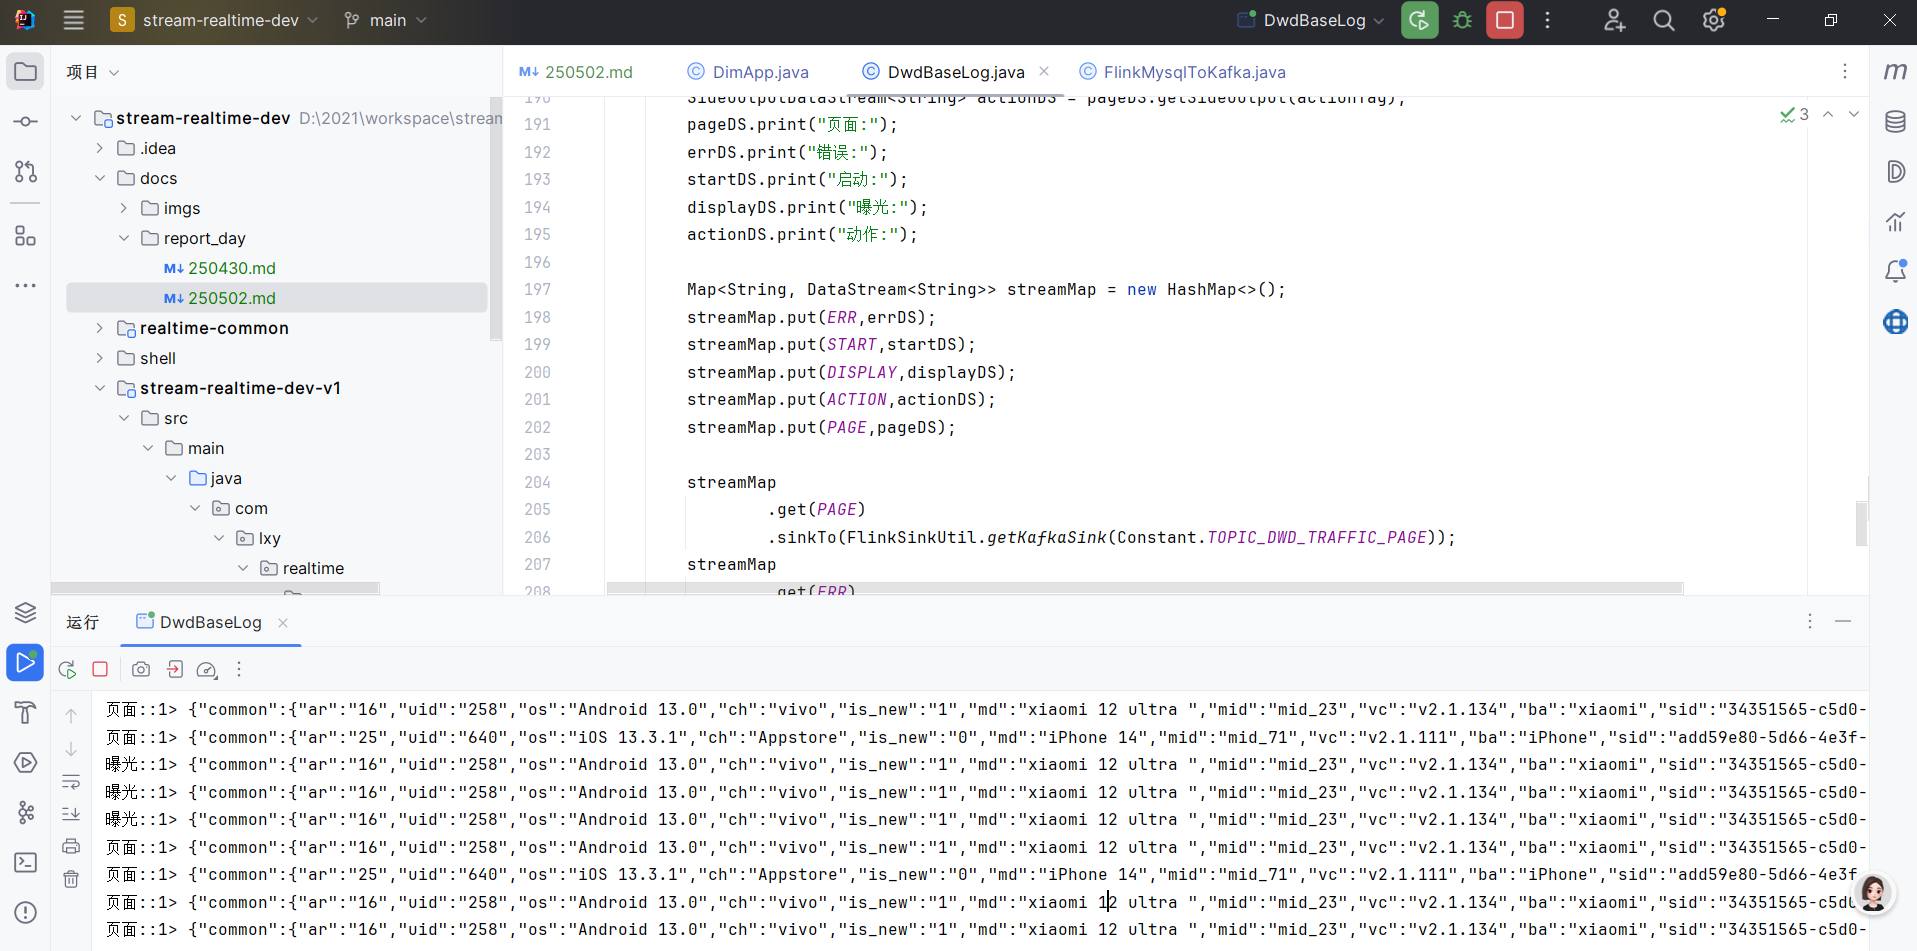 S stream-realtime-dev main DwdBaseLog
项目
250502.md DimApp.java DwdBaseLog.java FlinkMysqlToKafka.java
stream-realtime-dev D:\2021\workspace\stream
.idea
docs
imgs
report_day
M↓ 250430.md
M↓ 250502.md
realtime-common
shell
stream-realtime-dev-v1
src
main
java
com
lxy
realtime
3
190 SideOutputDataStream<String> actionDS = pageDS.getSideOutput(actionTag);
191 pageDS.print("页面:");
192 errDS.print("错误:");
193 startDS.print("启动:");
194 displayDS.print("曝光:");
195 actionDS.print("动作:");
196
197 Map<String, DataStream<String>> streamMap = new HashMap<>();
198 streamMap.put(ERR,errDS);
199 streamMap.put(START,startDS);
200 streamMap.put(DISPLAY,displayDS);
201 streamMap.put(ACTION,actionDS);
202 streamMap.put(PAGE,pageDS);
203
204 streamMap
205 .get(PAGE)
206 .sinkTo(FlinkSinkUtil.getKafkaSink(Constant.TOPIC_DWD_TRAFFIC_PAGE));
207 streamMap
208 .get(ERR)
运行 DwdBaseLog
页面::1> {"common":{"ar":"16","uid":"258","os":"Android 13.0","ch":"vivo","is_new":"1","md":"xiaomi 12 ultra ","mid":"mid_23","vc":"v2.1.134","ba":"xiaomi","sid":"34351565-c5d0-
页面::1> {"common":{"ar":"25","uid":"640","os":"iOS 13.3.1","ch":"Appstore","is_new":"0","md":"iPhone 14","mid":"mid_71","vc":"v2.1.111","ba":"iPhone","sid":"add59e80-5d66-4e3f-
曝光::1> {"common":{"ar":"16","uid":"258","os":"Android 13.0","ch":"vivo","is_new":"1","md":"xiaomi 12 ultra ","mid":"mid_23","vc":"v2.1.134","ba":"xiaomi","sid":"34351565-c5d0-
曝光::1> {"common":{"ar":"16","uid":"258","os":"Android 13.0","ch":"vivo","is_new":"1","md":"xiaomi 12 ultra ","mid":"mid_23","vc":"v2.1.134","ba":"xiaomi","sid":"34351565-c5d0-
曝光::1> {"common":{"ar":"16","uid":"258","os":"Android 13.0","ch":"vivo","is_new":"1","md":"xiaomi 12 ultra ","mid":"mid_23","vc":"v2.1.134","ba":"xiaomi","sid":"34351565-c5d0-
页面::1> {"common":{"ar":"16","uid":"258","os":"Android 13.0","ch":"vivo","is_new":"1","md":"xiaomi 12 ultra ","mid":"mid_23","vc":"v2.1.134","ba":"xiaomi","sid":"34351565-c5d0-
页面::1> {"common":{"ar":"25","uid":"640","os":"iOS 13.3.1","ch":"Appstore","is_new":"0","md":"iPhone 14","mid":"mid_71","vc":"v2.1.111","ba":"iPhone","sid":"add59e80-5d66-4e3f
页面::1> {"common":{"ar":"16","uid":"258","os":"Android 13.0","ch":"vivo","is_new":"1","md":"xiaomi 12 ultra ","mid":"mid_23","vc":"v2.1.134","ba":"xiaomi","sid":"34351565-c5d0
页面::1> {"common":{"ar":"16","uid":"258","os":"Android 13.0","ch":"vivo","is_new":"1","md":"xiaomi 12 ultra ","mid":"mid_23","vc":"v2.1.134","ba":"xiaomi","sid":"34351565-c5d0-